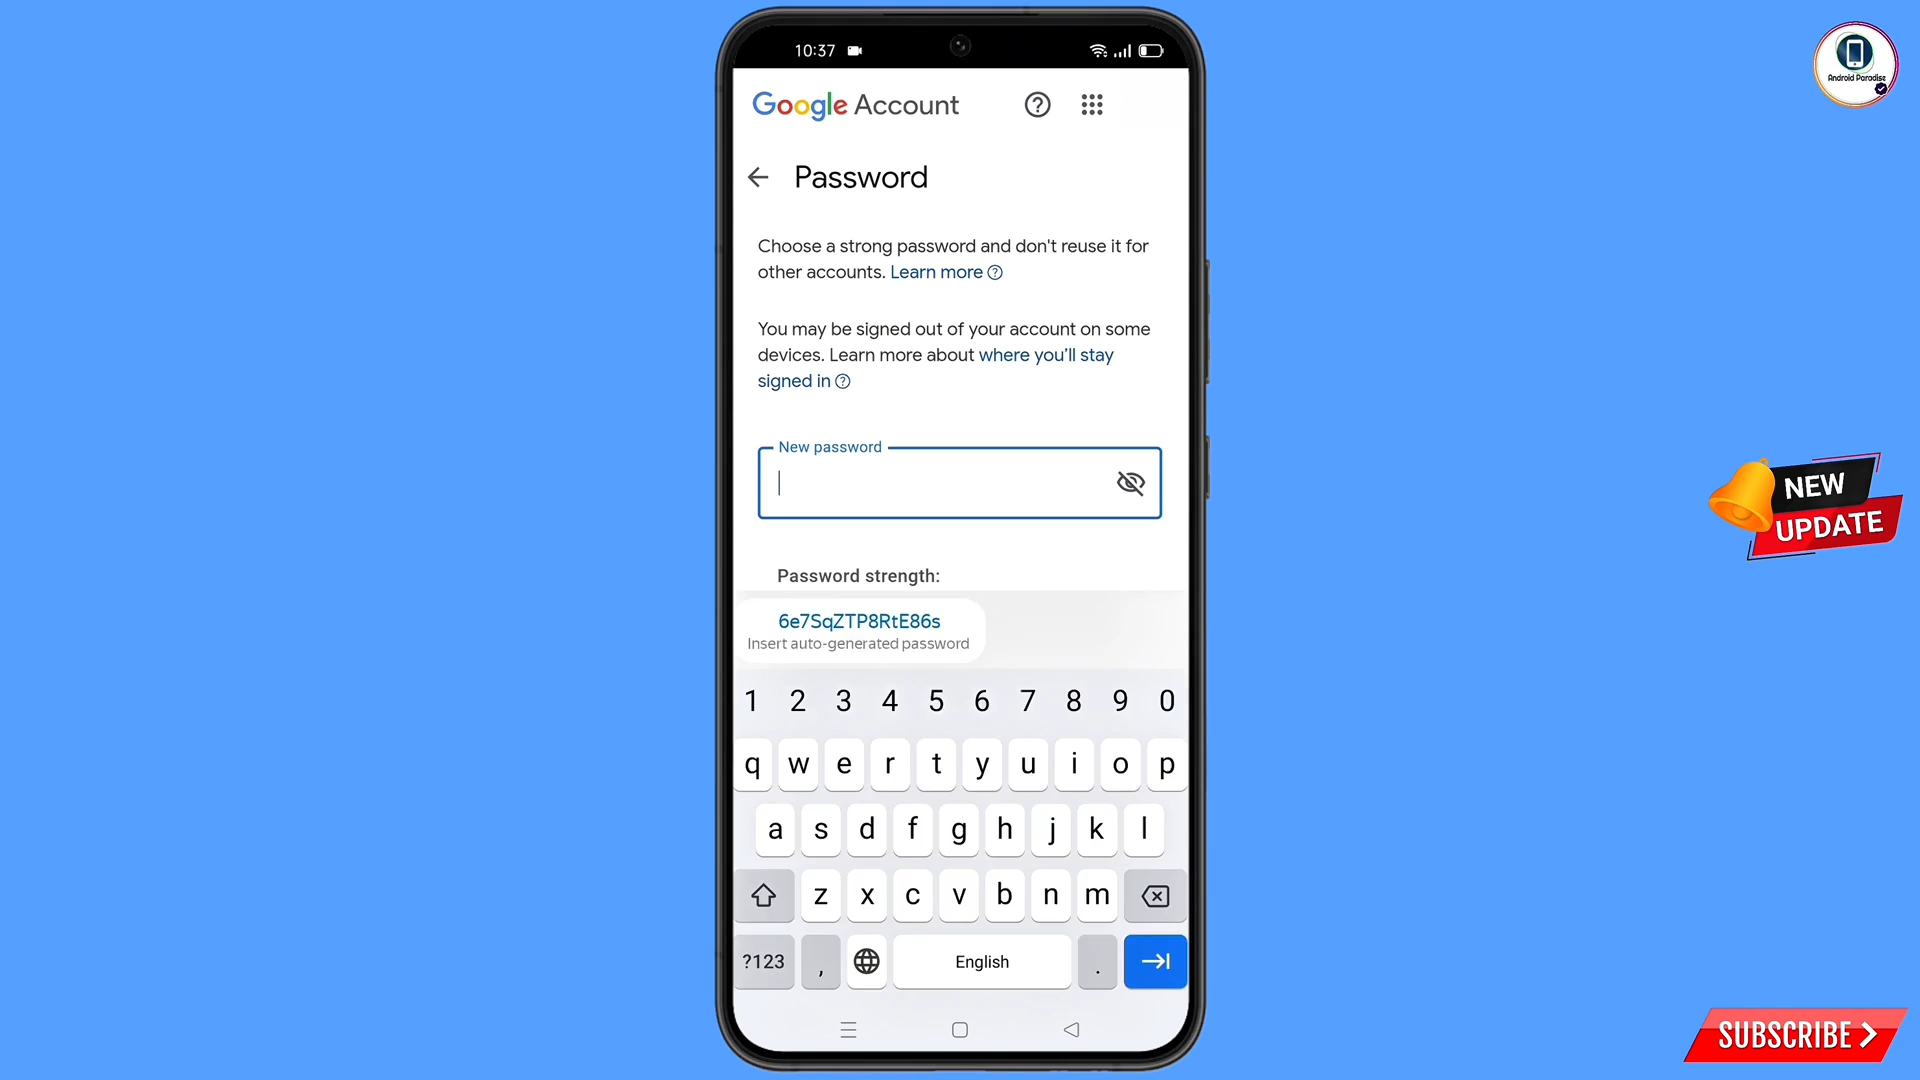 10:37
Android Paradise
Google Account
Password
Choose a strong password and don't reuse it for
other accounts. Learn more
You may be signed out of your account on some
devices. Learn more about where you'll stay
signed in
New password
NEW
UPDATE
Password strength:
6e7SqZTP8RtE86s
Insert auto-generated password
1 2 3 4 5 6 7 8 9 0
q w e r t y u i o p
a s d f g h j k l
z x c v b n m
?123 , English .
SUBSCRIBE